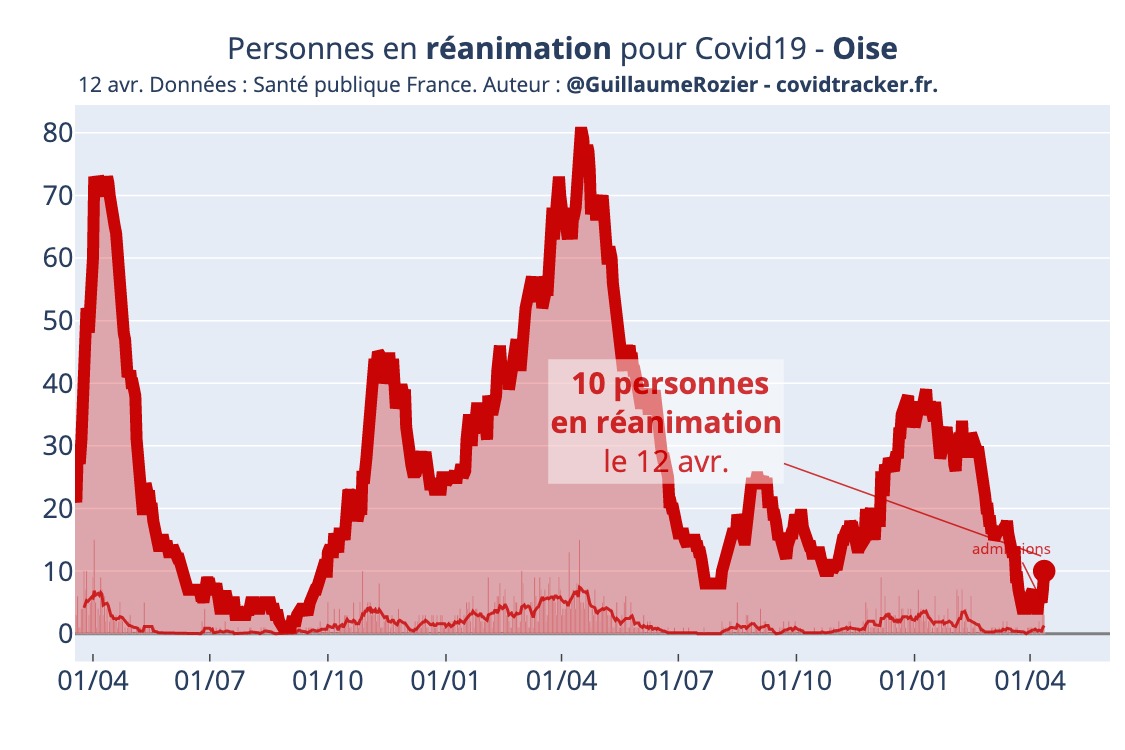 Personnes en réanimation pour Covid19 - Oise
12 avr. Données : Santé publique France. Auteur : @GuillaumeRozier - covidtracker.fr.
80
70
60
50
40
30
20
10
0
10 personnes
en réanimation
le 12 avr.
admissions
01/04 01/07 01/10 01/01 01/04 01/07 01/10 01/01 01/04